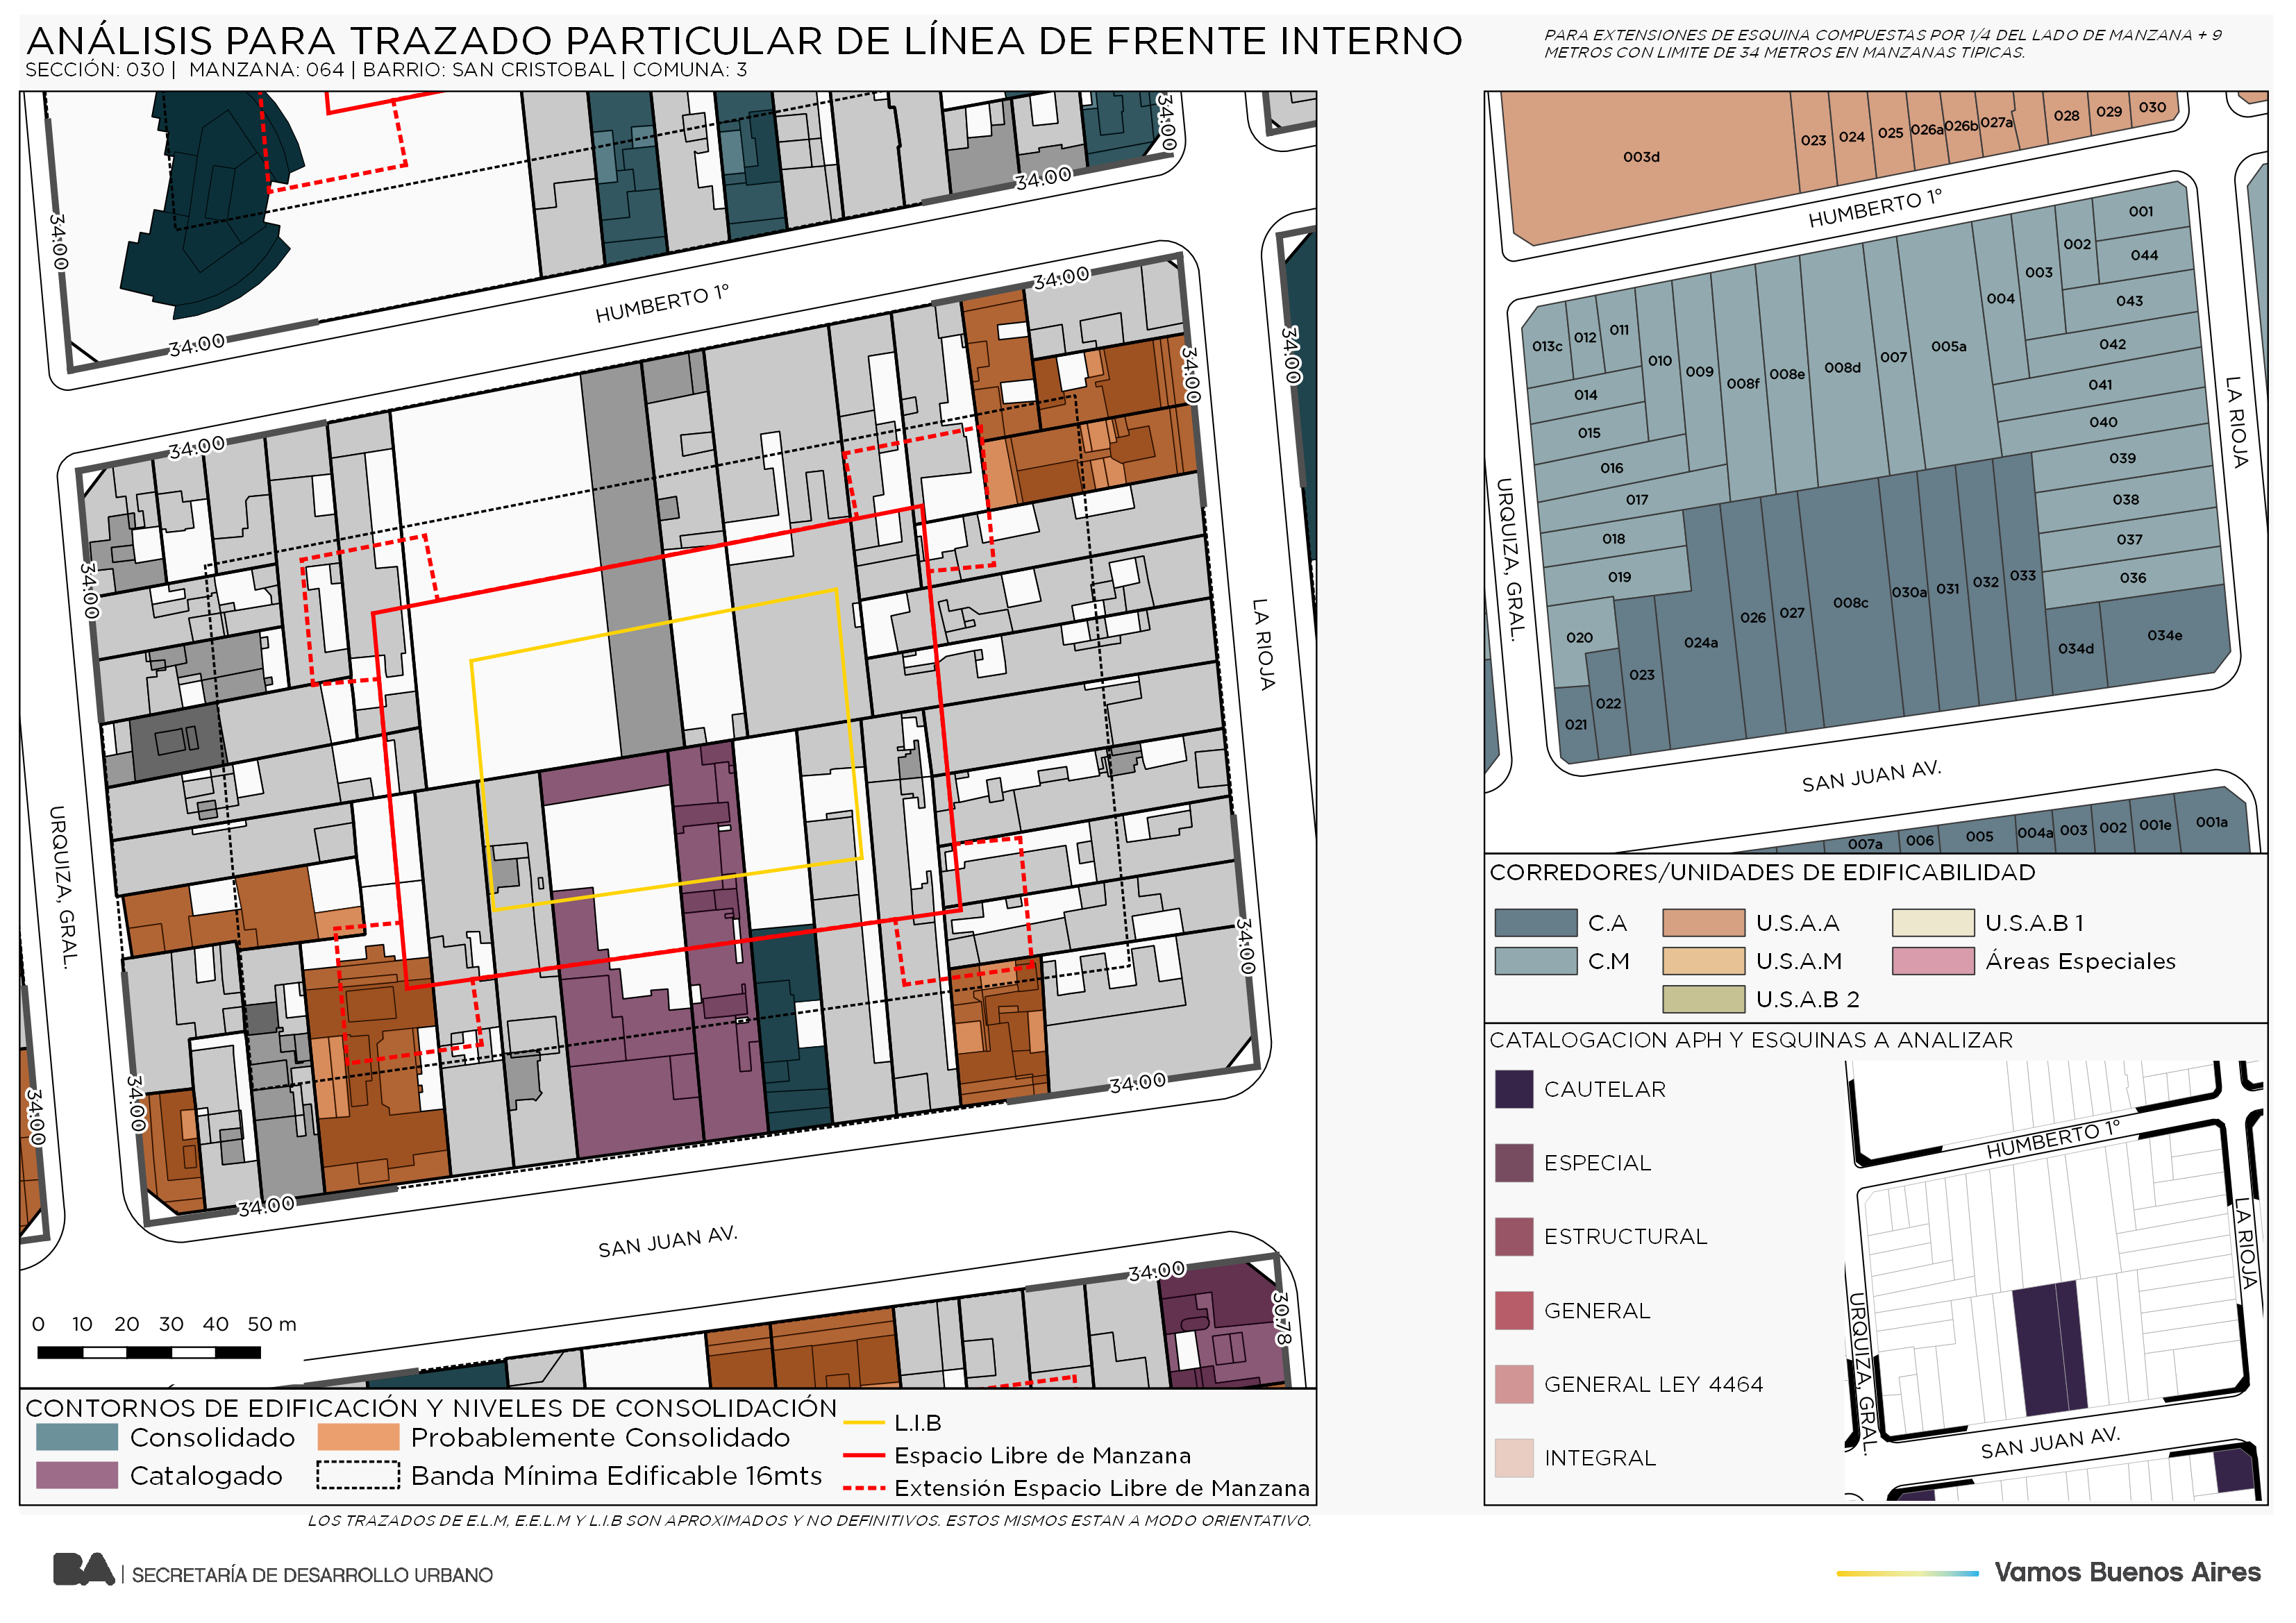 ANÁLISIS PARA TRAZADO PARTICULAR DE LÍNEA DE FRENTE INTERNO
SECCIÓN: 030 | MANZANA: 064 | BARRIO: SAN CRISTOBAL | COMUNA: 3
PARA EXTENSIONES DE ESQUINA COMPUESTAS POR 1/4 DEL LADO DE MANZANA + 9
METROS CON LIMITE DE 34 METROS EN MANZANAS TIPICAS.
34:00
34:00
34:00
34:00
HUMBERTO 1°
34:00
34:00
34:00
34:00
34:00
URQUIZA, GRAL.
LA RIOJA
34:00
34:00
34:00
34:00
34:00
SAN JUAN AV.
34:00
30:78
0 10 20 30 40 50 m
CONTORNOS DE EDIFICACIÓN Y NIVELES DE CONSOLIDACIÓN
Consolidado
Probablemente Consolidado
Catalogado
Banda Mínima Edificable 16mts
L.I.B
Espacio Libre de Manzana
Extensión Espacio Libre de Manzana
LOS TRAZADOS DE E.L.M, E.E.L.M Y L.I.B SON APROXIMADOS Y NO DEFINITIVOS. ESTOS MISMOS ESTAN A MODO ORIENTATIVO.
003d
023
024
025
026a
026b
027a
028
029
030
HUMBERTO 1°
001
002
044
003
043
004
005a
042
007
008d
008e
008f
009
010
011
012
013c
041
014
040
015
039
016
038
017
037
018
036
019
033
032
031
030a
008c
027
026
024a
020
023
034d
034e
022
021
URQUIZA, GRAL.
LA RIOJA
SAN JUAN AV.
007a
006
005
004a
003
002
001e
001a
CORREDORES/UNIDADES DE EDIFICABILIDAD
C.A
U.S.A.A
U.S.A.B 1
C.M
U.S.A.M
Áreas Especiales
U.S.A.B 2
CATALOGACION APH Y ESQUINAS A ANALIZAR
CAUTELAR
ESPECIAL
ESTRUCTURAL
GENERAL
GENERAL LEY 4464
INTEGRAL
HUMBERTO 1°
LA RIOJA
URQUIZA, GRAL.
SAN JUAN AV.
BA | SECRETARÍA DE DESARROLLO URBANO
Vamos Buenos Aires